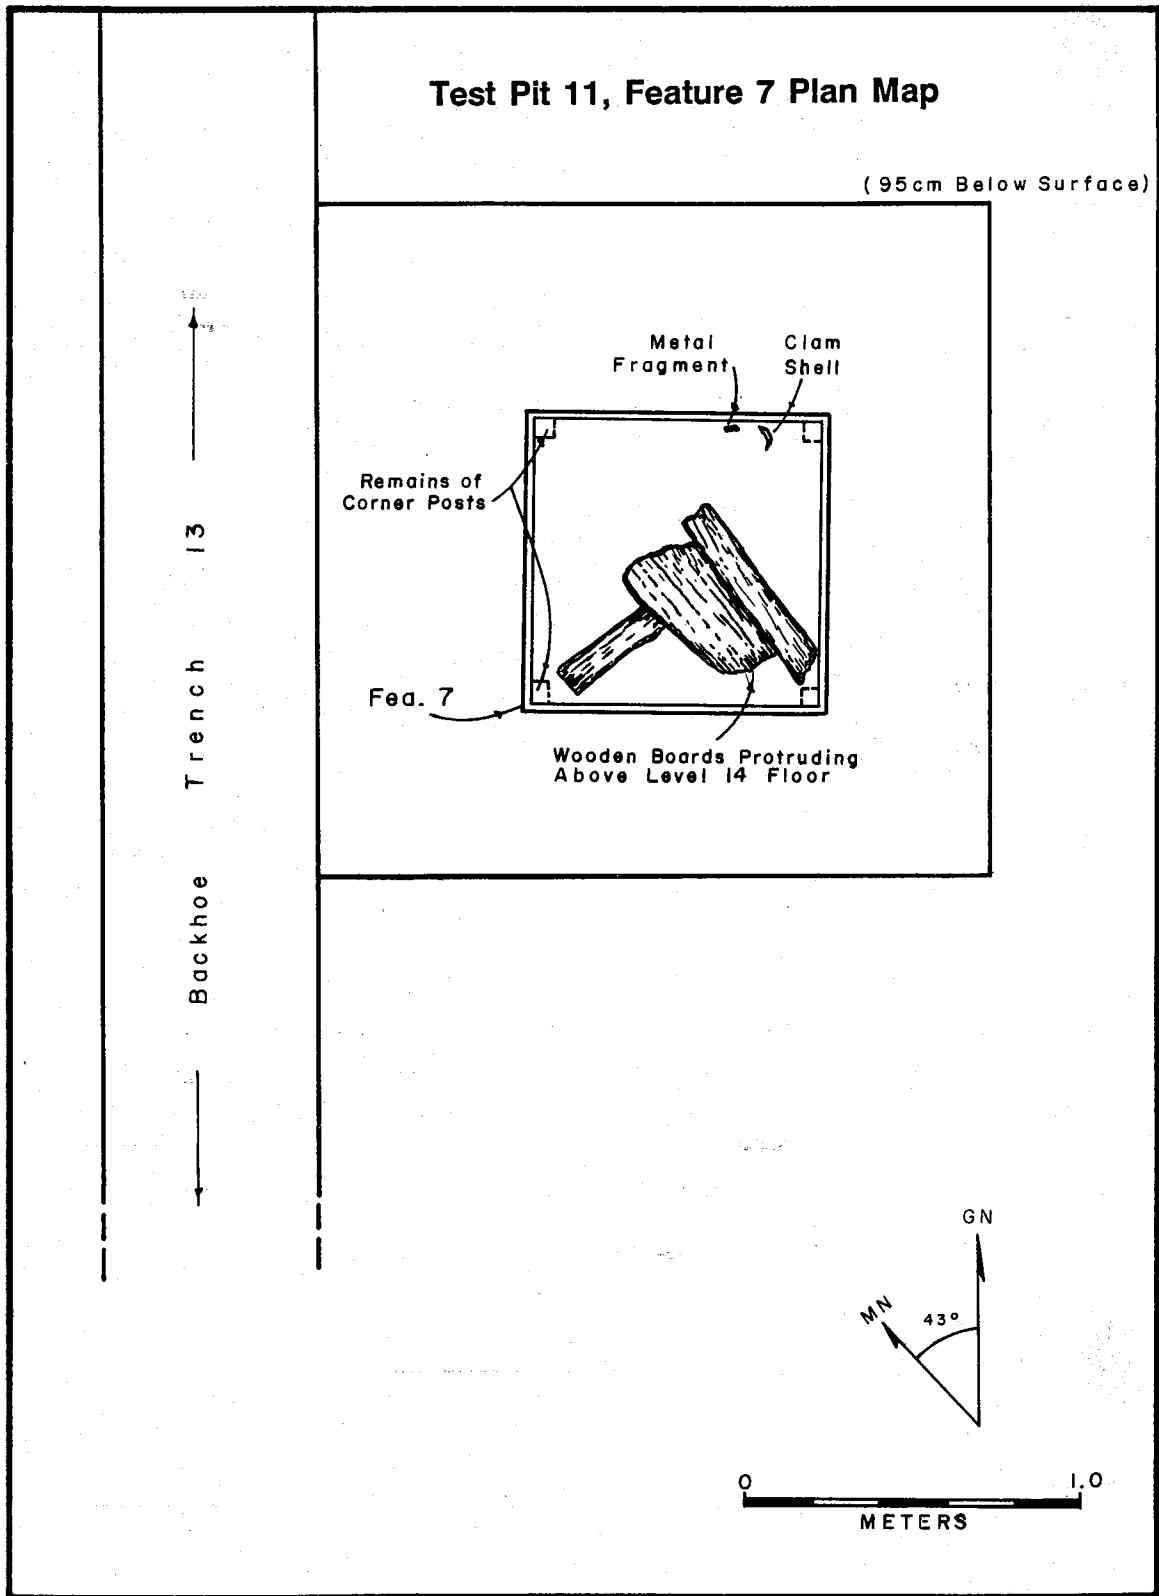 Test Pit 11, Feature 7 Plan Map
(95cm Below Surface)
Metal
Fragment
Clam
Shell
Remains of
Corner Posts
Fea. 7
Wooden Boards Protruding
Above Level 14 Floor
Backhoe Trench 13
GN
MN
43°
0 1.0
METERS